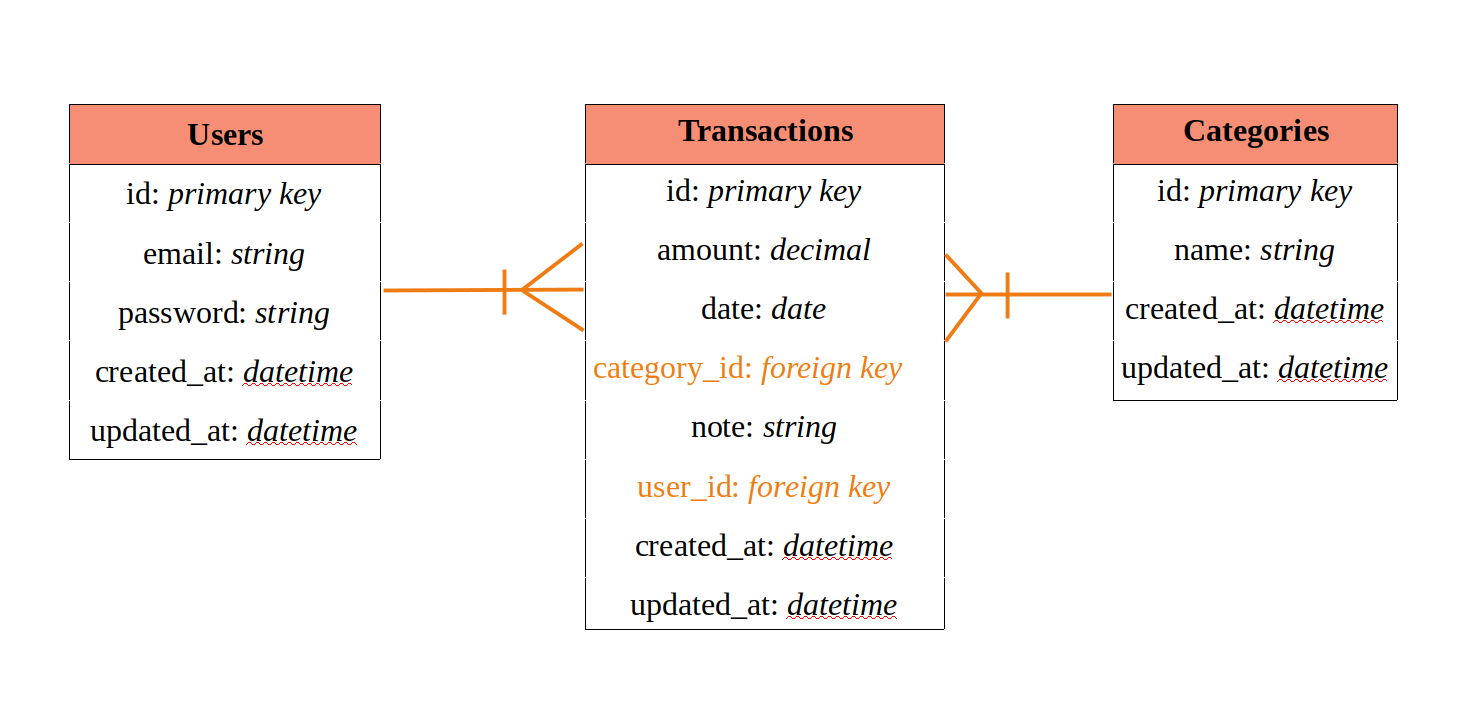 Users
id: primary key
email: string
password: string
created_at: datetime
updated_at: datetime
Transactions
id: primary key
amount: decimal
date: date
category_id: foreign key
note: string
user_id: foreign key
created_at: datetime
updated_at: datetime
Categories
id: primary key
name: string
created_at: datetime
updated_at: datetime